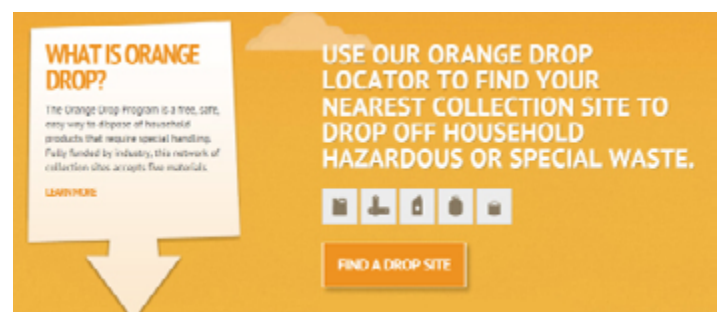 WHAT IS ORANGE
DROP?
The Orange Drop Program is a free, safe,
easy way to dispose of household
products that require special handling.
Fully funded by industry, this network of
collection sites accepts five materials.
LEARN MORE
USE OUR ORANGE DROP
LOCATOR TO FIND YOUR
NEAREST COLLECTION SITE TO
DROP OFF HOUSEHOLD
HAZARDOUS OR SPECIAL WASTE.
FIND A DROP SITE